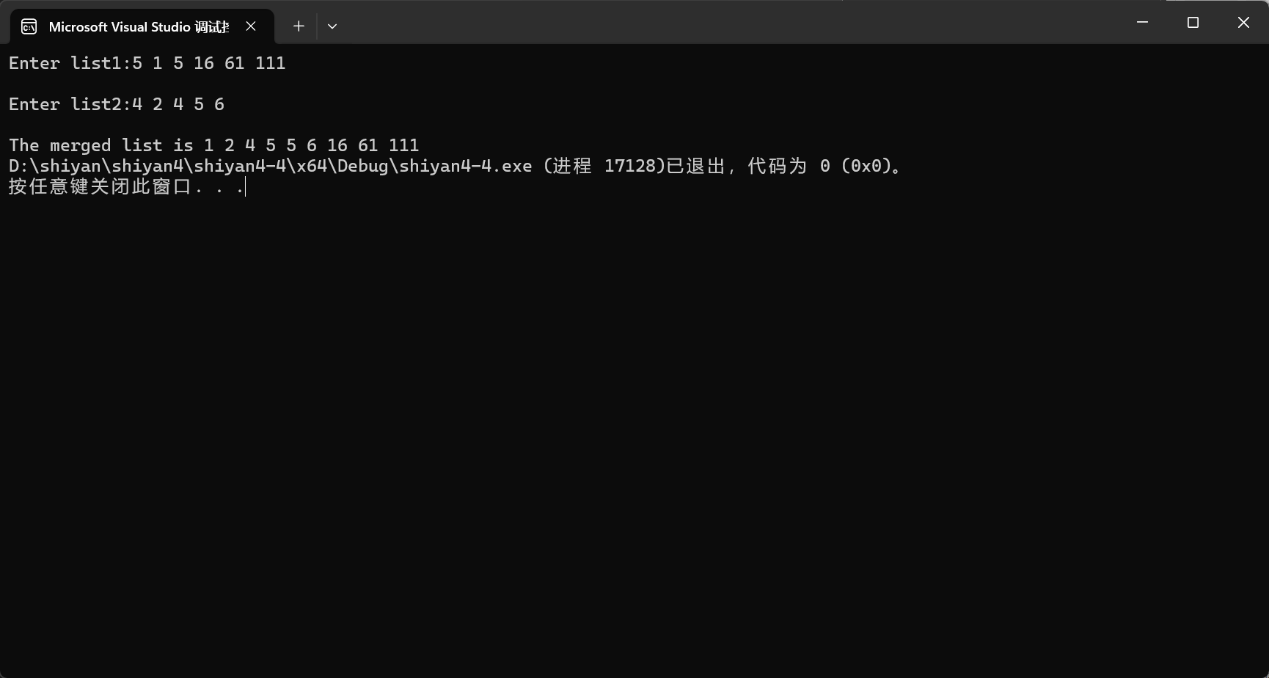 Microsoft Visual Studio 调试
Enter list1:5 1 5 16 61 111
Enter list2:4 2 4 5 6
The merged list is 1 2 4 5 5 6 16 61 111
D:\shiyan\shiyan4\shiyan4-4\x64\Debug\shiyan4-4.exe (进程 17128)已退出，代码为 0 (0x0)。
按任意键关闭此窗口. . .